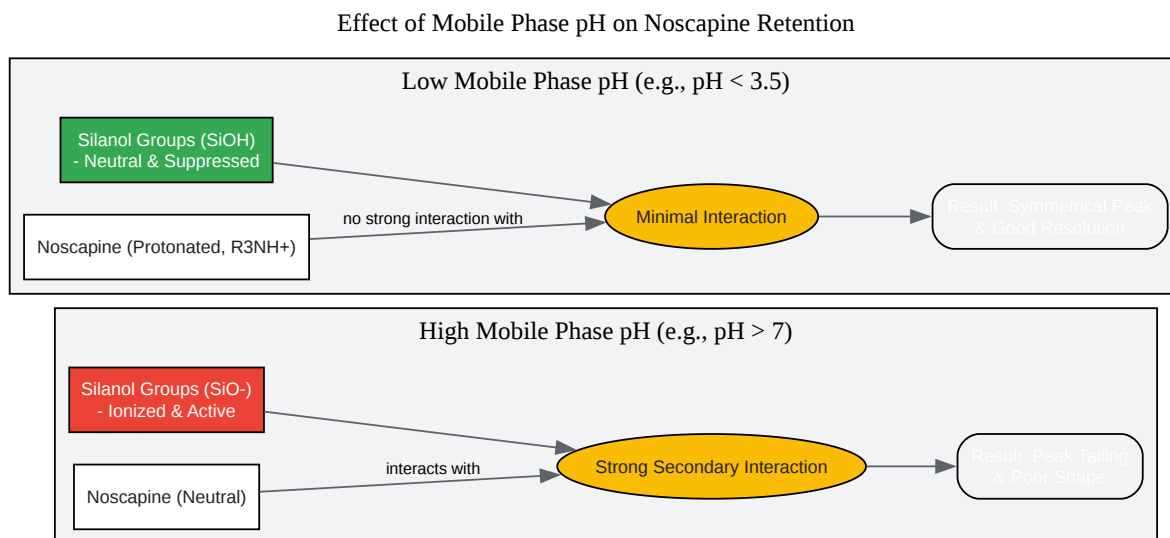 Effect of Mobile Phase pH on Noscapine Retention
Low Mobile Phase pH (e.g., pH < 3.5)
Silanol Groups (SiOH)
- Neutral & Suppressed
Noscapine (Protonated, R3NH+)
no strong interaction with
Minimal Interaction
Result: Symmetrical Peak
& Good Resolution
High Mobile Phase pH (e.g., pH > 7)
Silanol Groups (SiO-)
- Ionized & Active
Noscapine (Neutral)
interacts with
Strong Secondary Interaction
Result: Peak Tailing
& Poor Shape